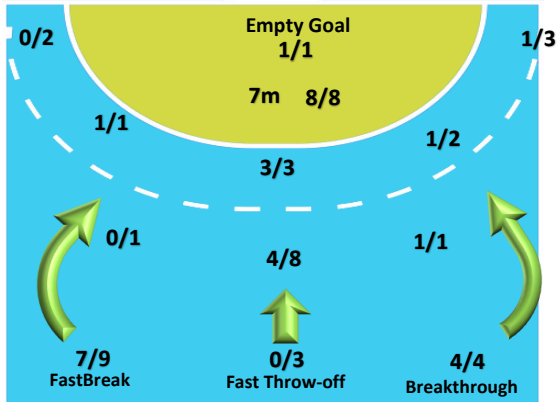 Empty Goal
0/2 1/1 1/3
7m 8/8
1/1 1/2
3/3
0/1 1/1
4/8
7/9 0/3 4/4
FastBreak Fast Throw-off Breakthrough